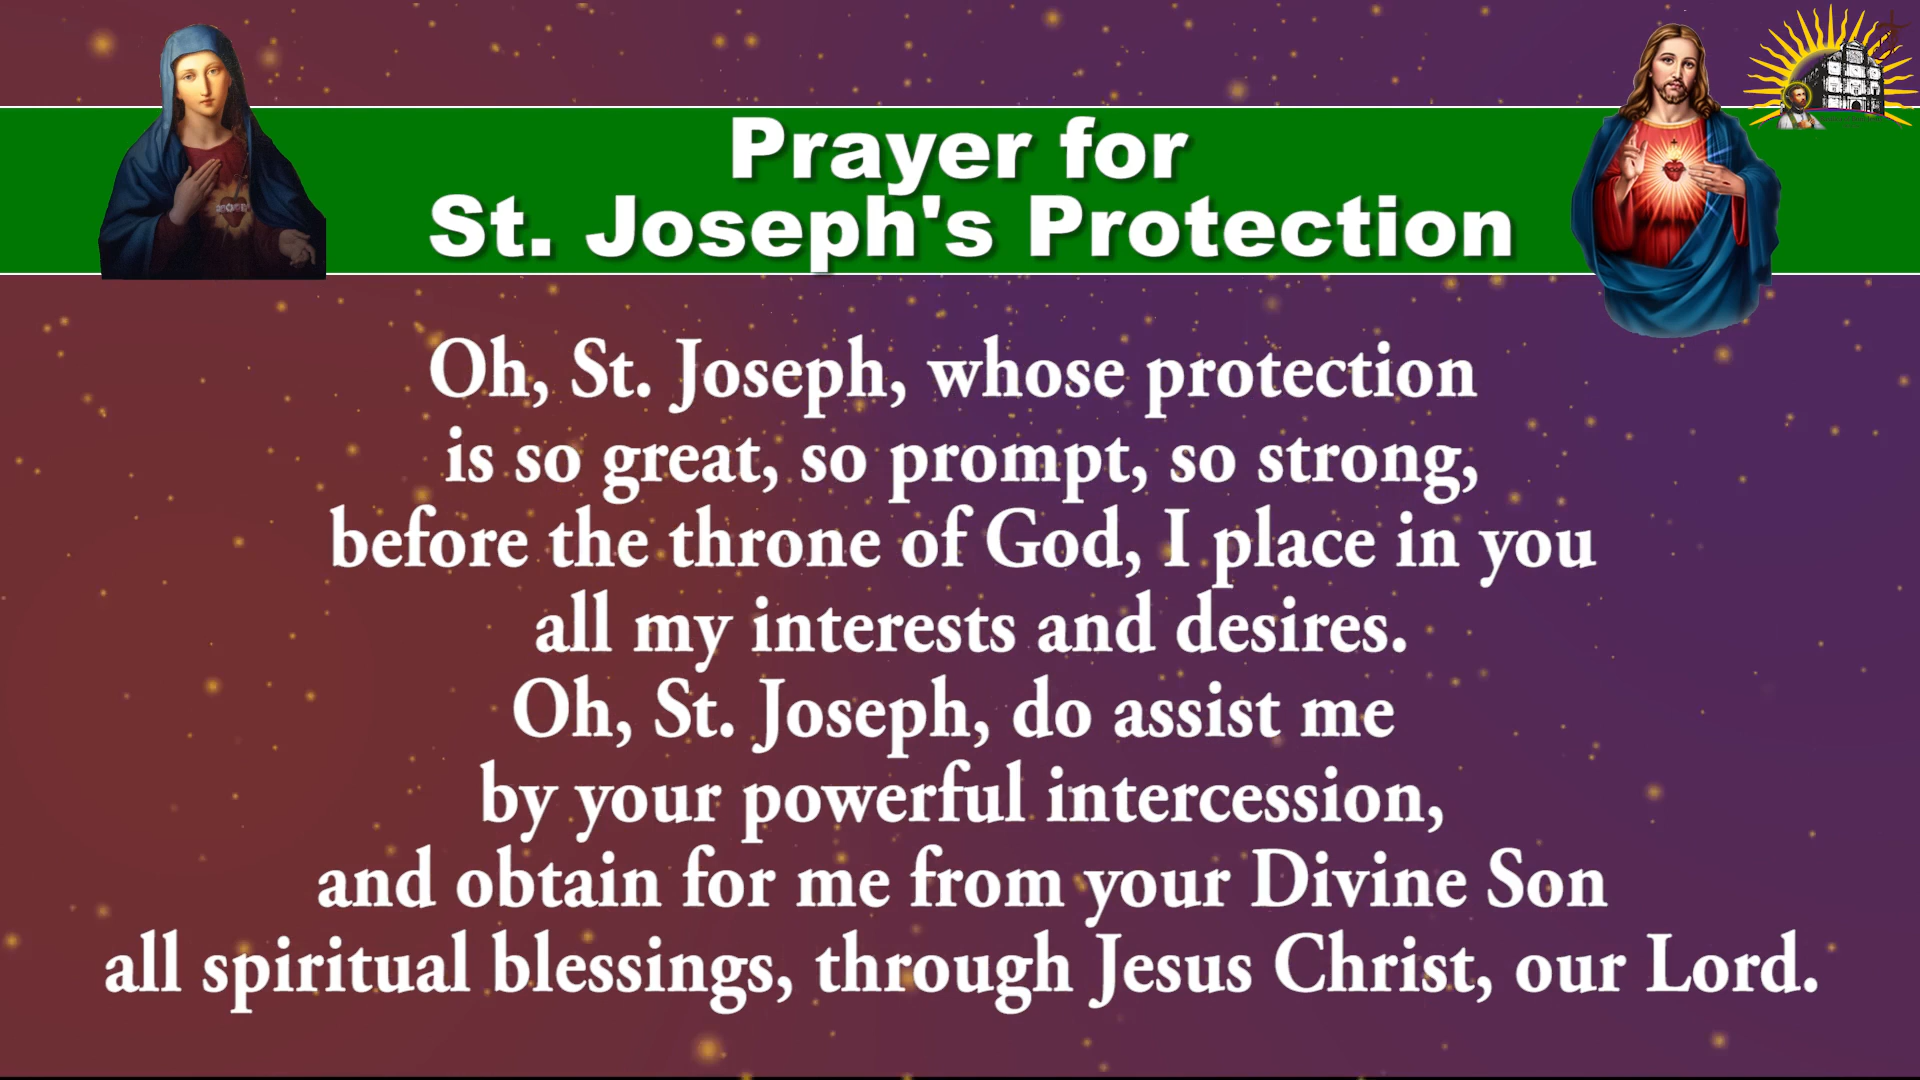 Prayer for
St. Joseph's Protection
Oh, St. Joseph, whose protection
is so great, so prompt, so strong,
before the throne of God, I place in you
all my interests and desires.
Oh, St. Joseph, do assist me
by your powerful intercession,
and obtain for me from your Divine Son
all spiritual blessings, through Jesus Christ, our Lord.